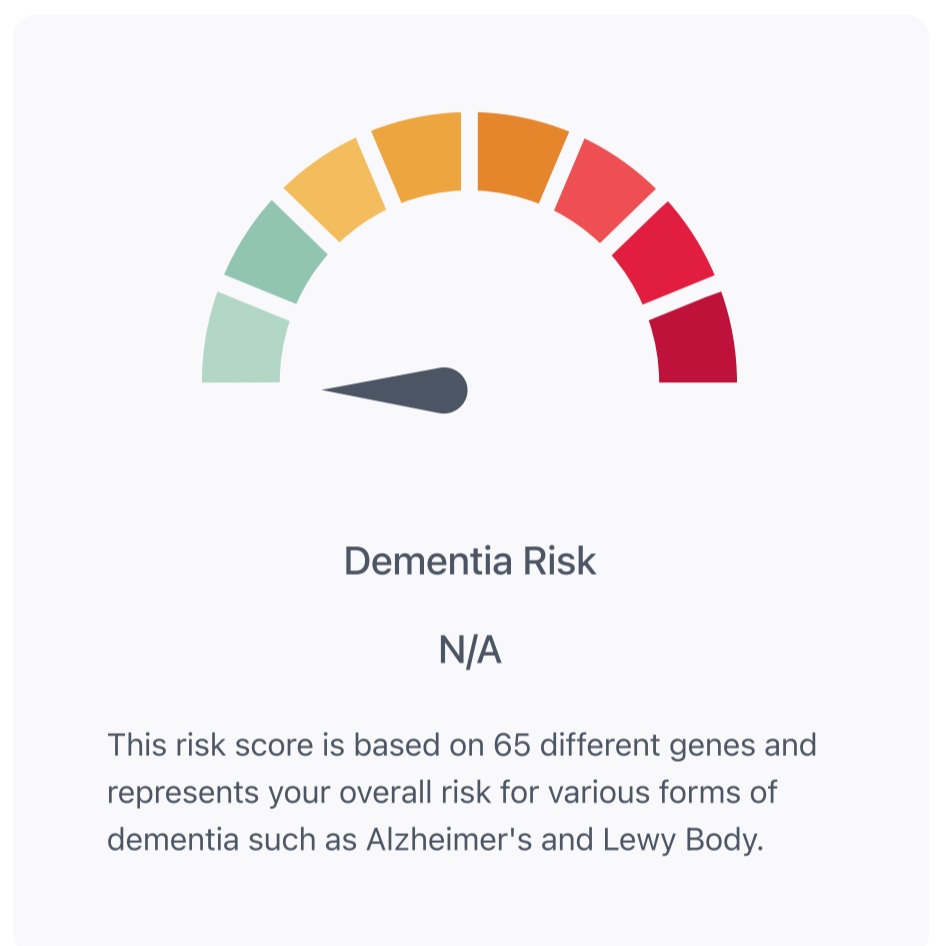 Dementia Risk
N/A
This risk score is based on 65 different genes and
represents your overall risk for various forms of
dementia such as Alzheimer's and Lewy Body.